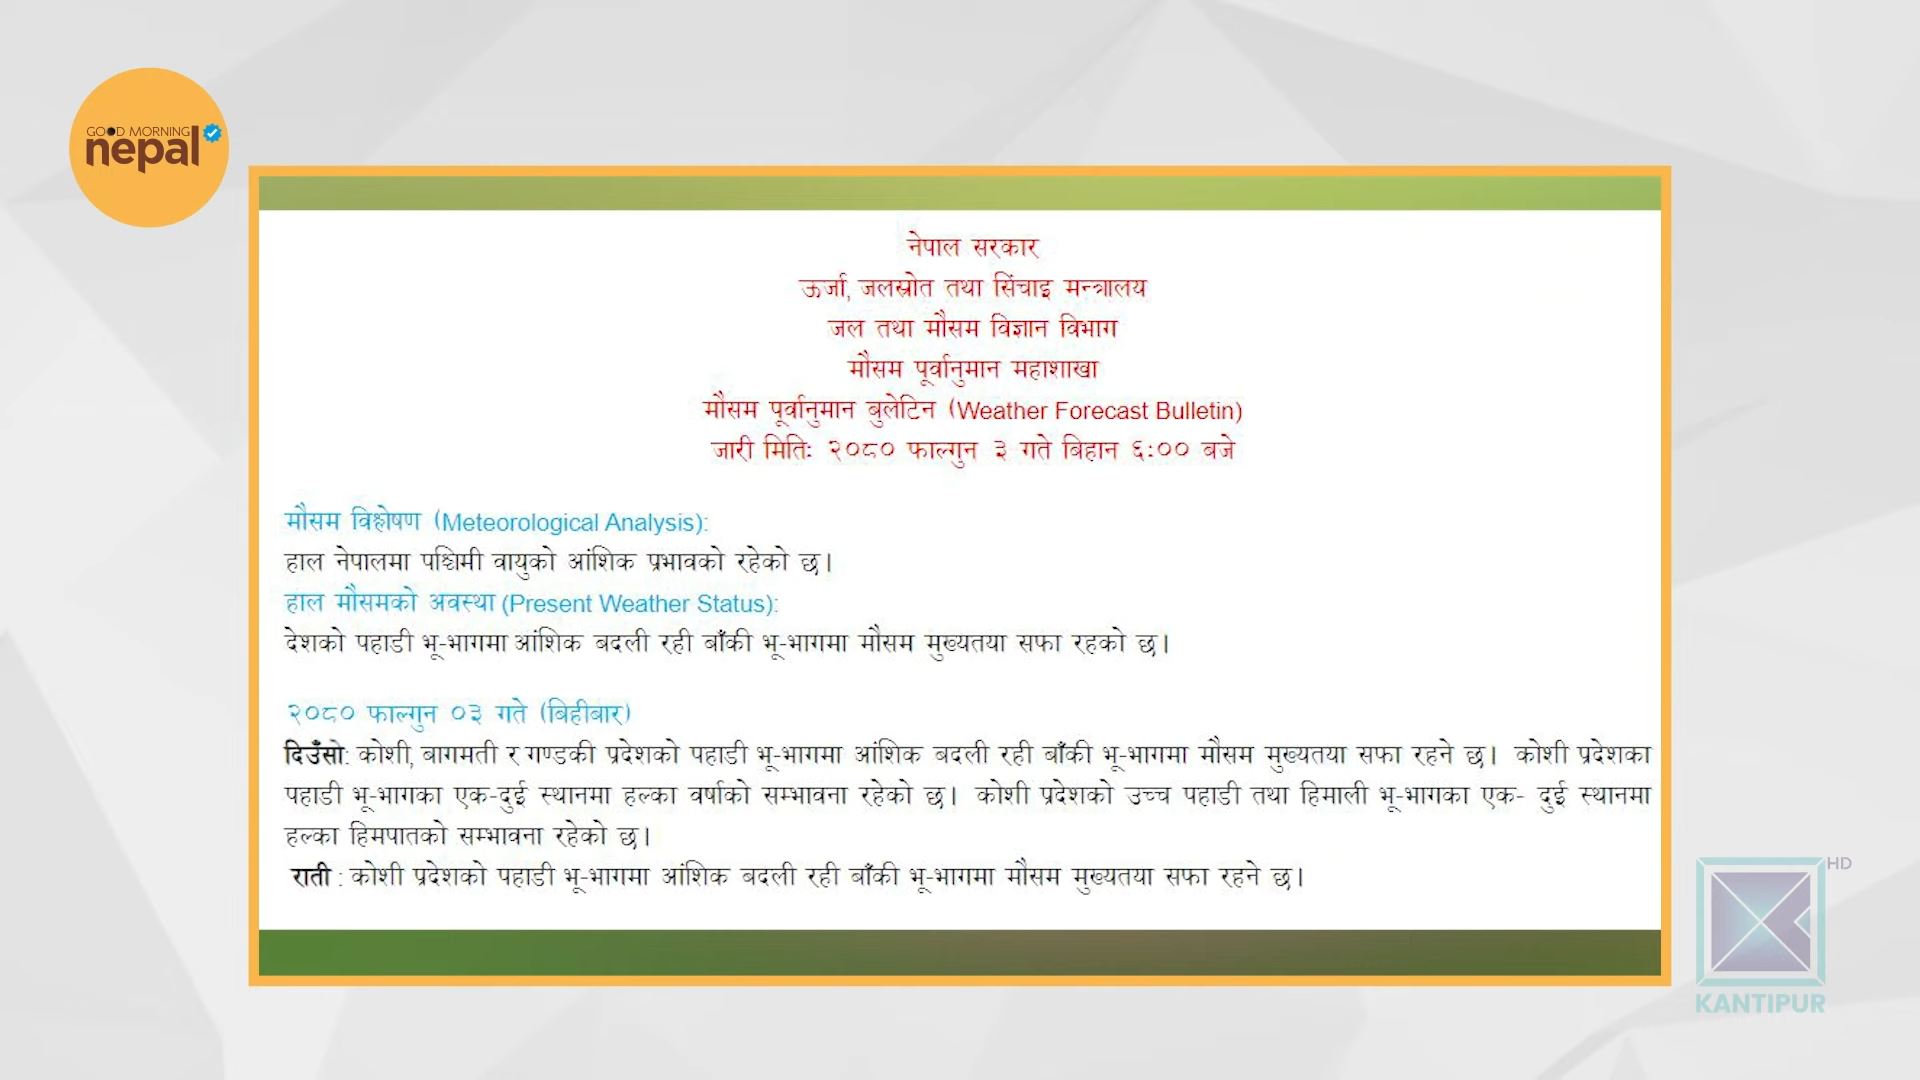 GOOD MORNING
nepal
नेपाल सरकार
ऊर्जा, जलस्रोत तथा सिंचाइ मन्त्रालय
जल तथा मौसम विज्ञान विभाग
मौसम पूर्वानुमान महाशाखा
मौसम पूर्वानुमान बुलेटिन (Weather Forecast Bulletin)
जारी मितिः २०८० फाल्गुन ३ गते बिहान ६:०० बजे
मौसम विश्लेषण (Meteorological Analysis):
हाल नेपालमा पश्चिमी वायुको आंशिक प्रभावको रहेको छ।
हाल मौसमको अवस्था (Present Weather Status):
देशको पहाडी भू-भागमा आंशिक बदली रही बाँकी भू-भागमा मौसम मुख्यतया सफा रहको छ।
२०८० फाल्गुन ०३ गते (बिहीबार)
दिउँसो: कोशी, बागमती र गण्डकी प्रदेशको पहाडी भू-भागमा आंशिक बदली रही बाँकी भू-भागमा मौसम मुख्यतया सफा रहने छ। कोशी प्रदेशका
पहाडी भू-भागका एक-दुई स्थानमा हल्का वर्षाको सम्भावना रहेको छ। कोशी प्रदेशको उच्च पहाडी तथा हिमाली भू-भागका एक- दुई स्थानमा
हल्का हिमपातको सम्भावना रहेको छ।
राती : कोशी प्रदेशको पहाडी भू-भागमा आंशिक बदली रही बाँकी भू-भागमा मौसम मुख्यतया सफा रहने छ।
HD
KANTIPUR